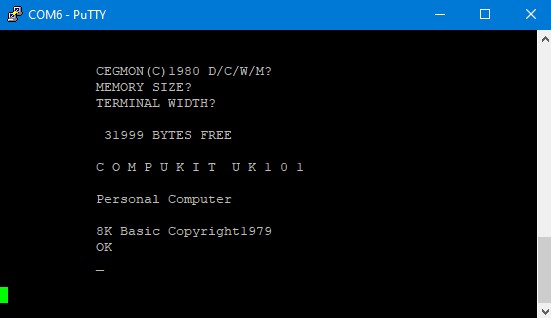 COM6 - PuTTY
CEGMON(C)1980 D/C/W/M?
MEMORY SIZE?
TERMINAL WIDTH?
31999 BYTES FREE
C O M P U K I T  U K 1 0 1
Personal Computer
8K Basic Copyright1979
OK
_